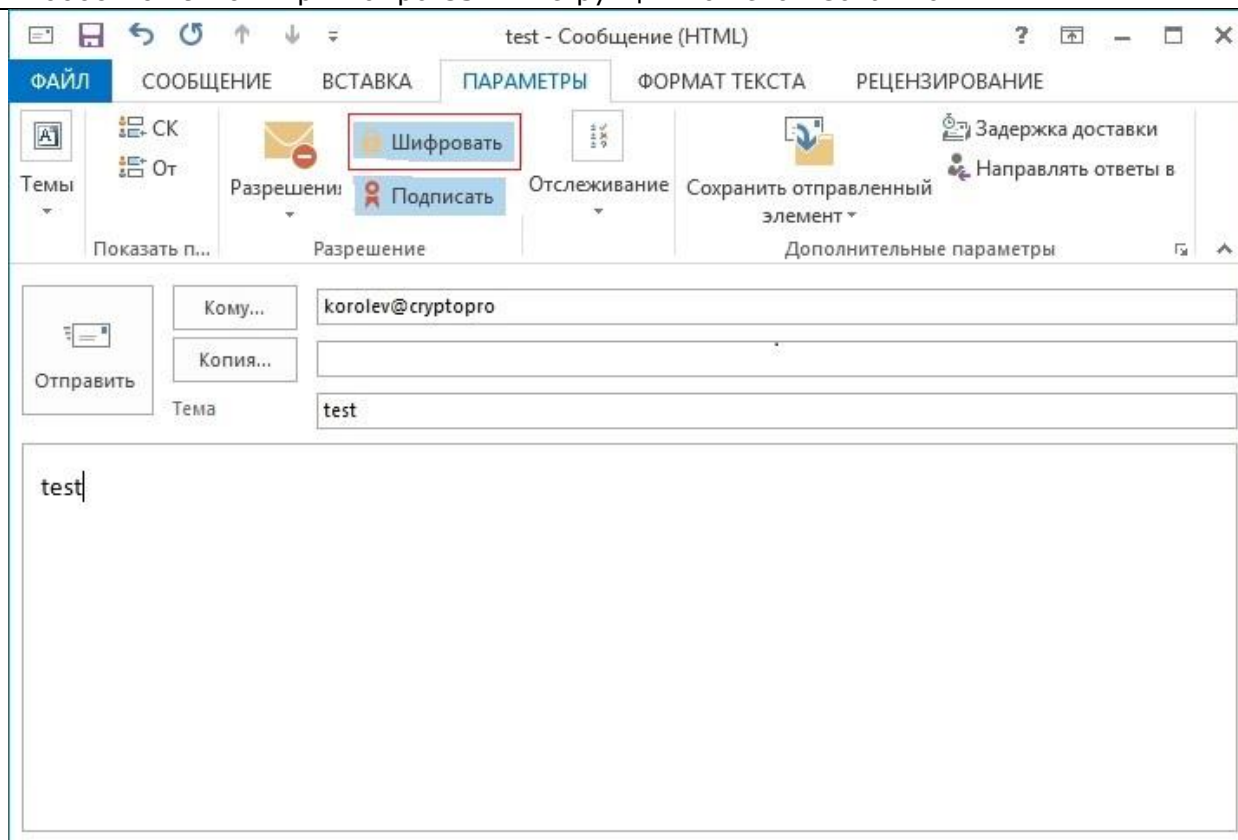 test - Сообщение (HTML)
ФАЙЛ СООБЩЕНИЕ ВСТАВКА ПАРАМЕТРЫ ФОРМАТ ТЕКСТА РЕЦЕНЗИРОВАНИЕ
Темы
СК
От
Показать п...
Разрешение
Шифровать
Подписать
Разрешение
Отслеживание
Сохранить отправленный
элемент
Задержка доставки
Направлять ответы в
Дополнительные параметры
Отправить
Кому... korolev@cryptopro
Копия...
Тема test
test